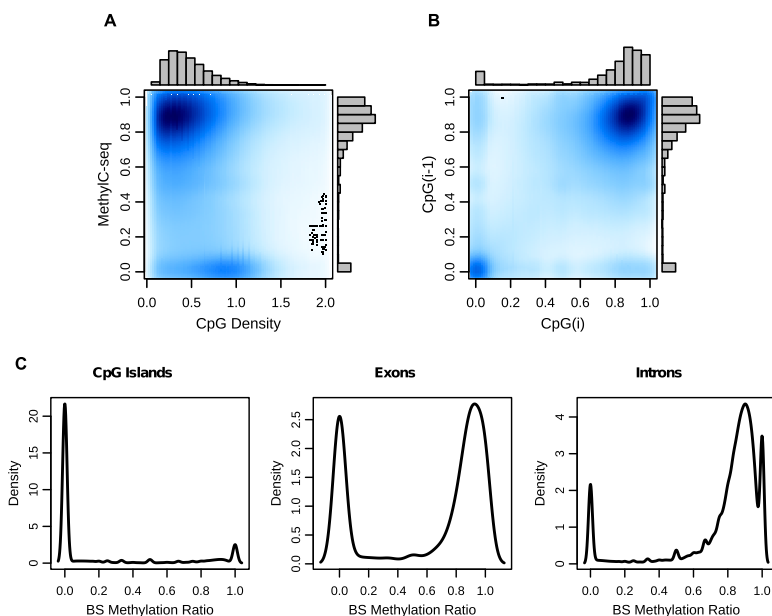 A
B
MethylC-seq
0.0 0.2 0.4 0.6 0.8 1.0
0.0 0.5 1.0 1.5 2.0
CpG Density
CpG(i-1)
0.0 0.2 0.4 0.6 0.8 1.0
0.0 0.2 0.4 0.6 0.8 1.0
CpG(i)
C
CpG Islands
Exons
Introns
Density
0 5 10 15 20
0.0 0.2 0.4 0.6 0.8 1.0
BS Methylation Ratio
Density
0.0 0.5 1.0 1.5 2.0 2.5
0.0 0.2 0.4 0.6 0.8 1.0
BS Methylation Ratio
Density
0 1 2 3 4
0.0 0.2 0.4 0.6 0.8 1.0
BS Methylation Ratio